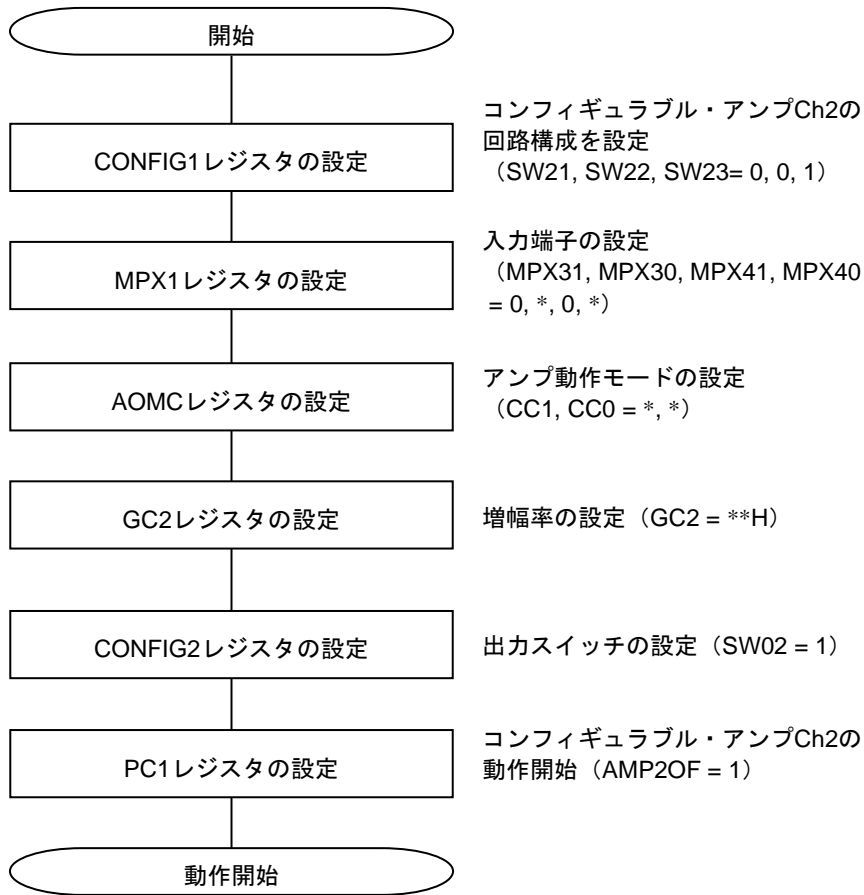 開始
コンフィギュラブル・アンプCh2の
回路構成を設定
（SW21, SW22, SW23= 0, 0, 1）
CONFIG1レジスタの設定
入力端子の設定
（MPX31, MPX30, MPX41, MPX40
= 0, *, 0, *）
MPX1レジスタの設定
アンプ動作モードの設定
（CC1, CC0 = *, *）
AOMCレジスタの設定
GC2レジスタの設定
増幅率の設定（GC2 = **H）
CONFIG2レジスタの設定
出力スイッチの設定（SW02 = 1）
コンフィギュラブル・アンプCh2の
動作開始（AMP2OF = 1）
PC1レジスタの設定
動作開始